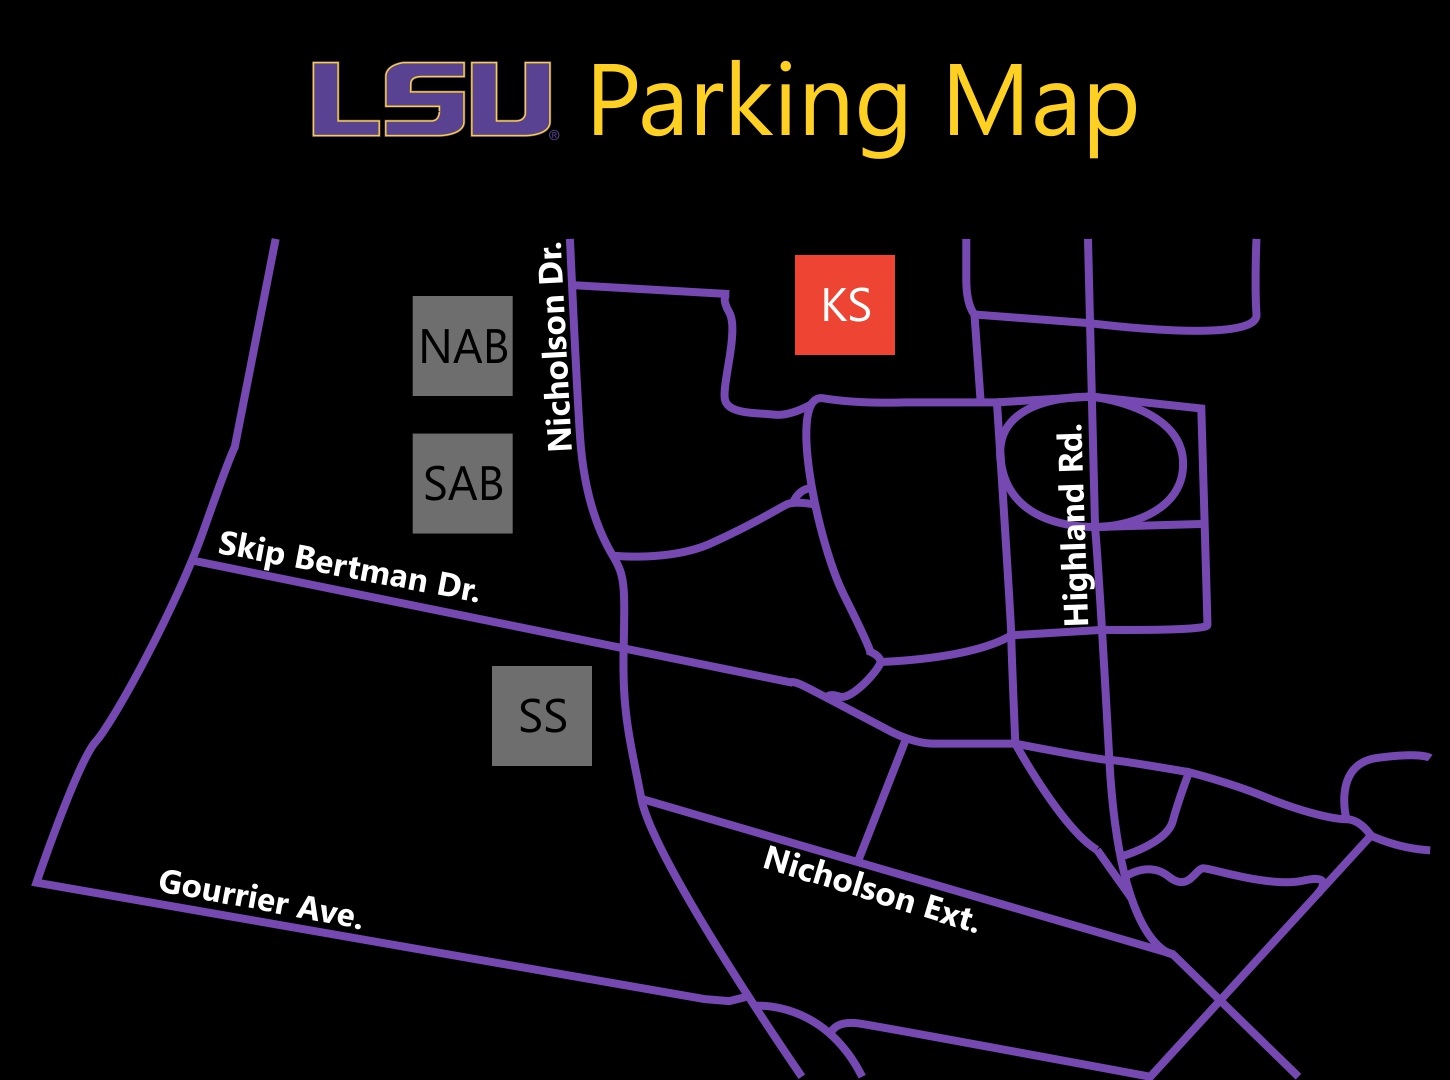 LSU® Parking Map
Nicholson Dr.
KS
NAB
SAB
Highland Rd.
Skip Bertman Dr.
SS
Nicholson Ext.
Gourrier Ave.